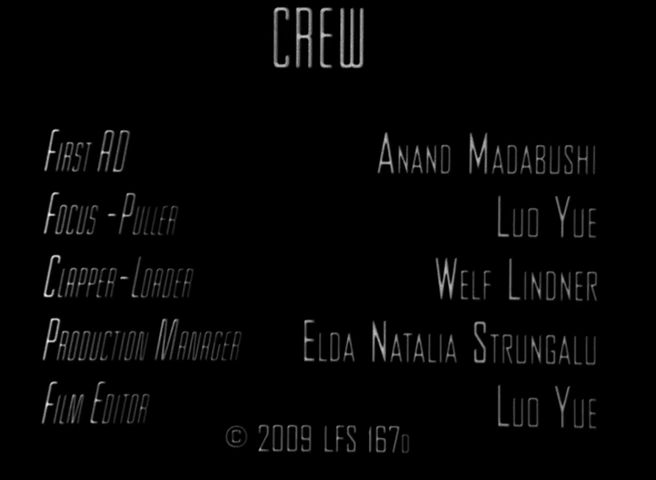 CREW
First AD Anand Madabushi
Focus-Puller Luo Yue
Clapper-Loader Welf Lindner
Production Manager Elda Natalia Strungalu
Film Editor Luo Yue
© 2009 LFS 167D